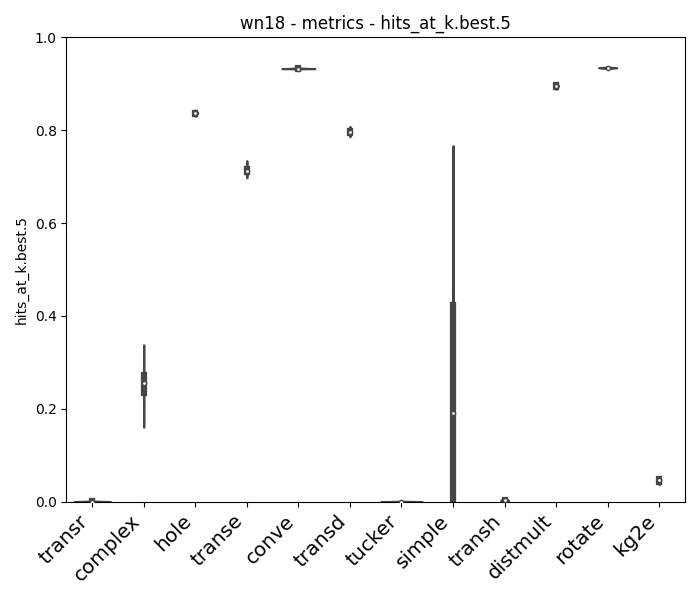 wn18 - metrics - hits_at_k.best.5
hits_at_k.best.5
1.0
0.8
0.6
0.4
0.2
0.0
transr
complex
hole
transe
conve
transd
tucker
simple
transh
distmult
rotate
kg2e